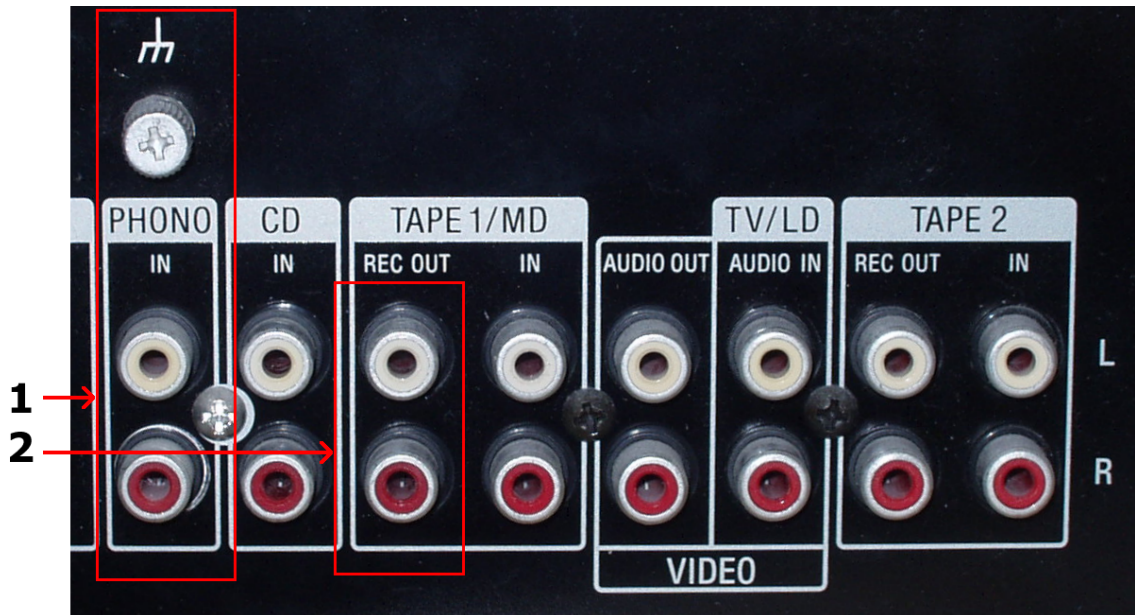 PHONO CD TAPE 1/MD TV/LD TAPE 2
IN IN REC OUT IN AUDIO OUT AUDIO IN REC OUT IN
L
1
2
R
VIDEO